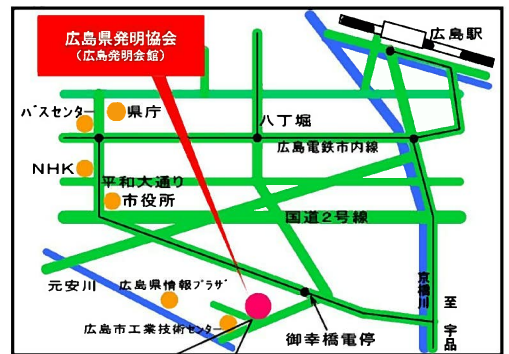 広島県発明協会
（広島発明会館）
広島駅
バスセンター
県庁
八丁堀
広島電鉄市内線
NHK
平和大通り
市役所
国道2号線
元安川
広島県情報プラザ
京橋川
至宇品
広島市工業技術センター
御幸橋電停